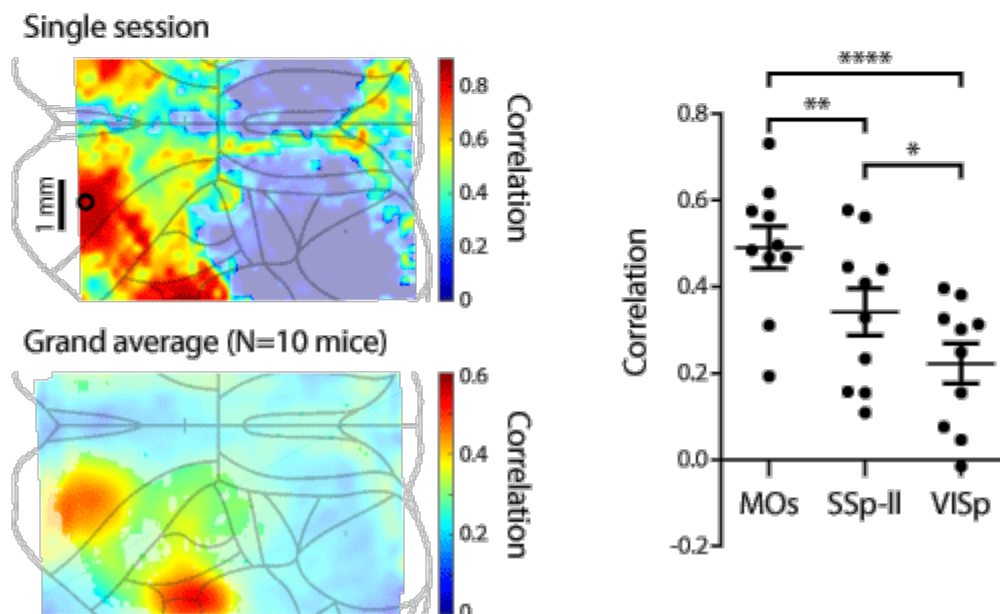 Single session
1 mm
0.8
0.6
0.4
0.2
0
Correlation
Grand average (N=10 mice)
0.6
0.4
0.2
0
Correlation
****
**
*
0.8
0.6
0.4
0.2
0.0
-0.2
Correlation
MOs SSp-ll VISp